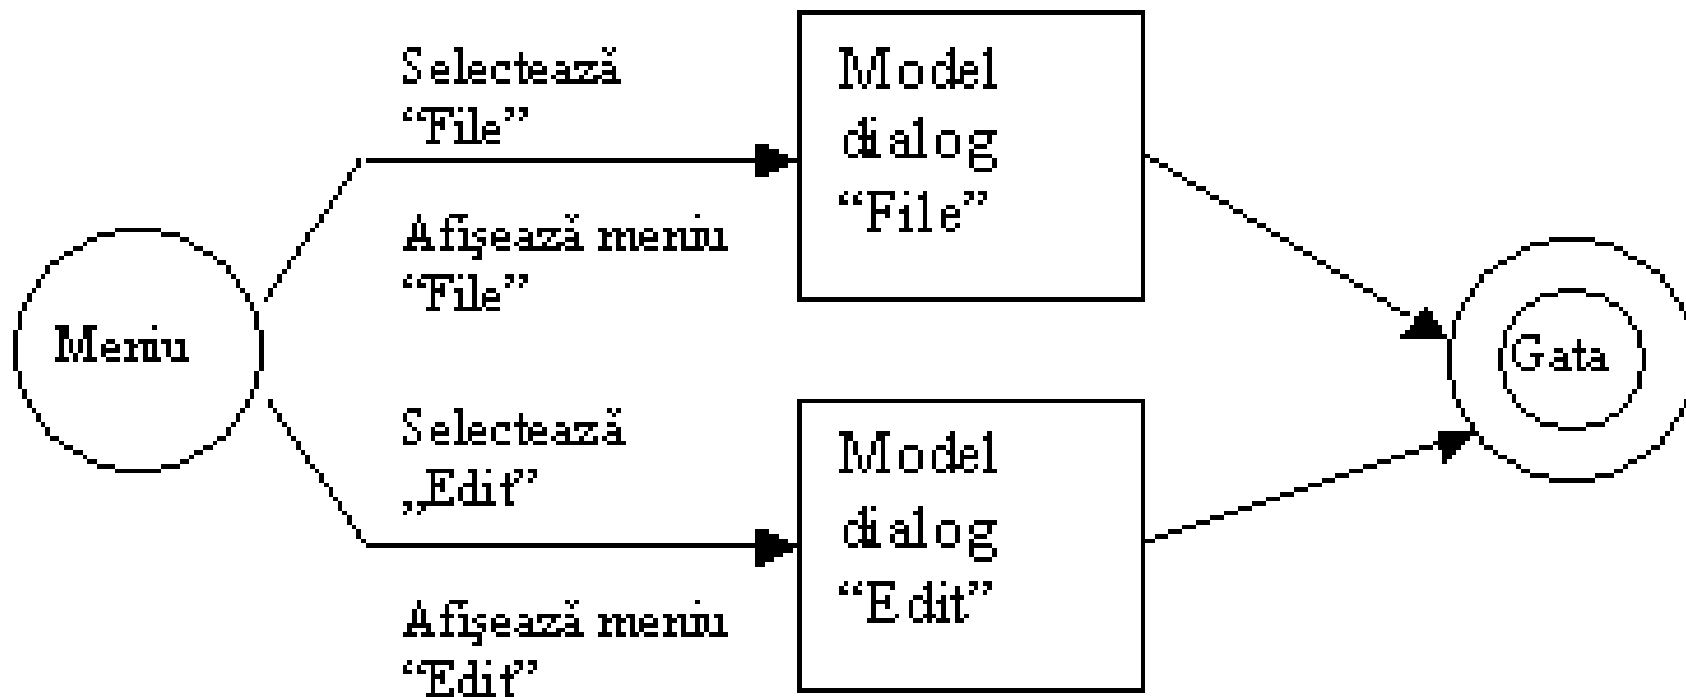 Selectează
“File”
Afişează meniu
“File”
Model
dialog
“File”
Meniu
Selectează
„Edit”
Afişează meniu
“Edit”
Model
dialog
“Edit”
Gata